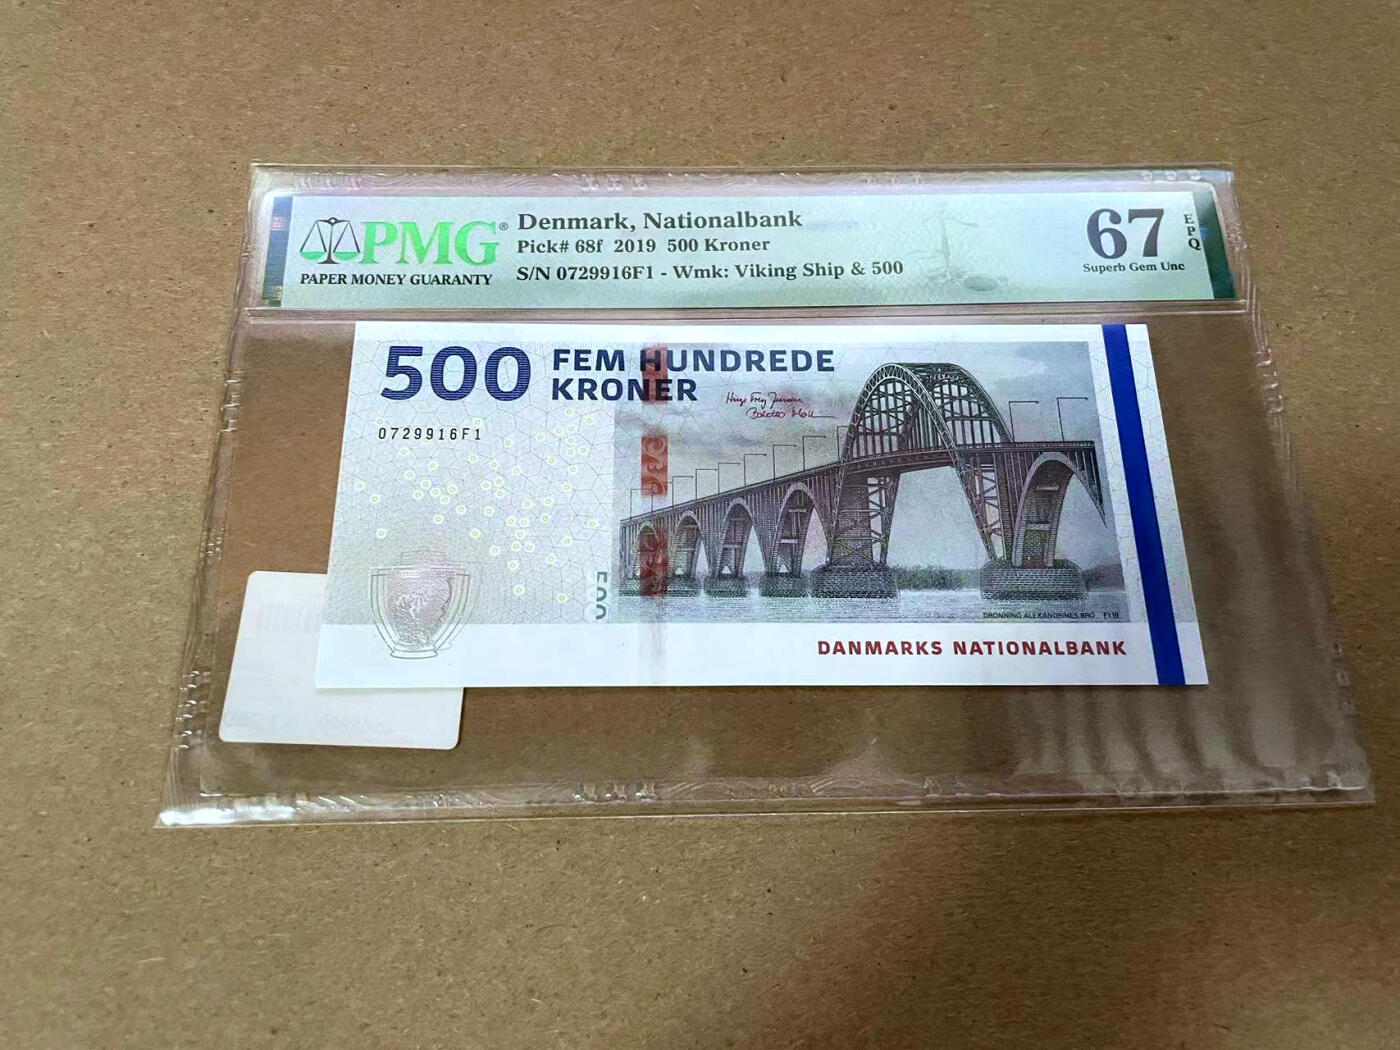 PMG®
PAPER MONEY GUARANTY
Denmark, Nationalbank
Pick# 68f 2019 500 Kroner
S/N 0729916F1 - Wmk: Viking Ship & 500
67
EPQ
Superb Gem Unc
500
FEM HUNDREDE
KRONER
0729916F1
500
DRONNING ALEXANDRINES BRO
DANMARKS NATIONALBANK